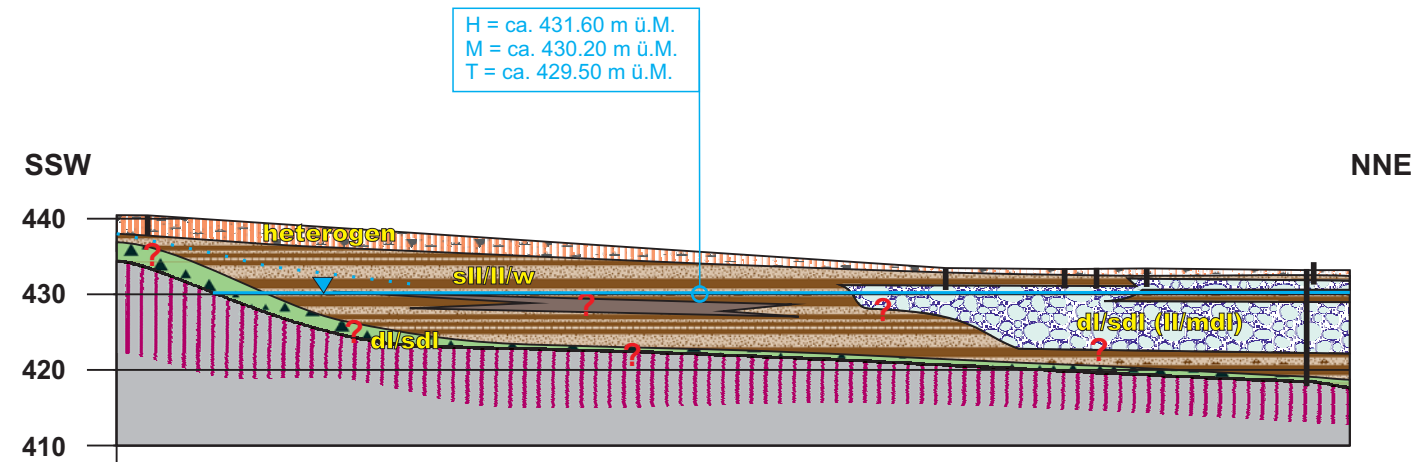 H = ca. 431.60 m ü.M.
M = ca. 430.20 m ü.M.
T = ca. 429.50 m ü.M.
SSW
NNE
440
heterogen
?
sll/ll/w
430
?
?
dl/sdl (ll/mdl)
?
dl/sdl
?
?
420
410